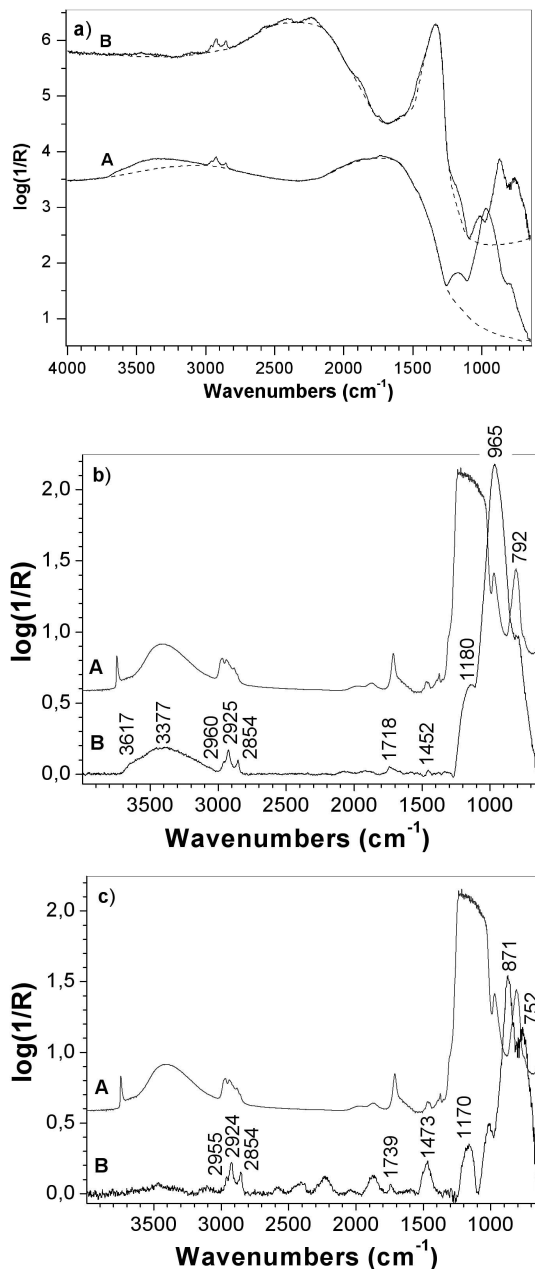 a)
B
A
log(1/R)
6
5
4
3
2
1
4000 3500 3000 2500 2000 1500 1000
Wavenumbers (cm-1)
b)
965
792
1180
A
B
3617
3377
2960
2925
2854
1718
1452
log(1/R)
2,0
1,5
1,0
0,5
0,0
3500 3000 2500 2000 1500 1000
Wavenumbers (cm-1)
c)
871
752
1170
A
B
2955
2924
2854
1739
1473
log(1/R)
2,0
1,5
1,0
0,5
0,0
3500 3000 2500 2000 1500 1000
Wavenumbers (cm-1)